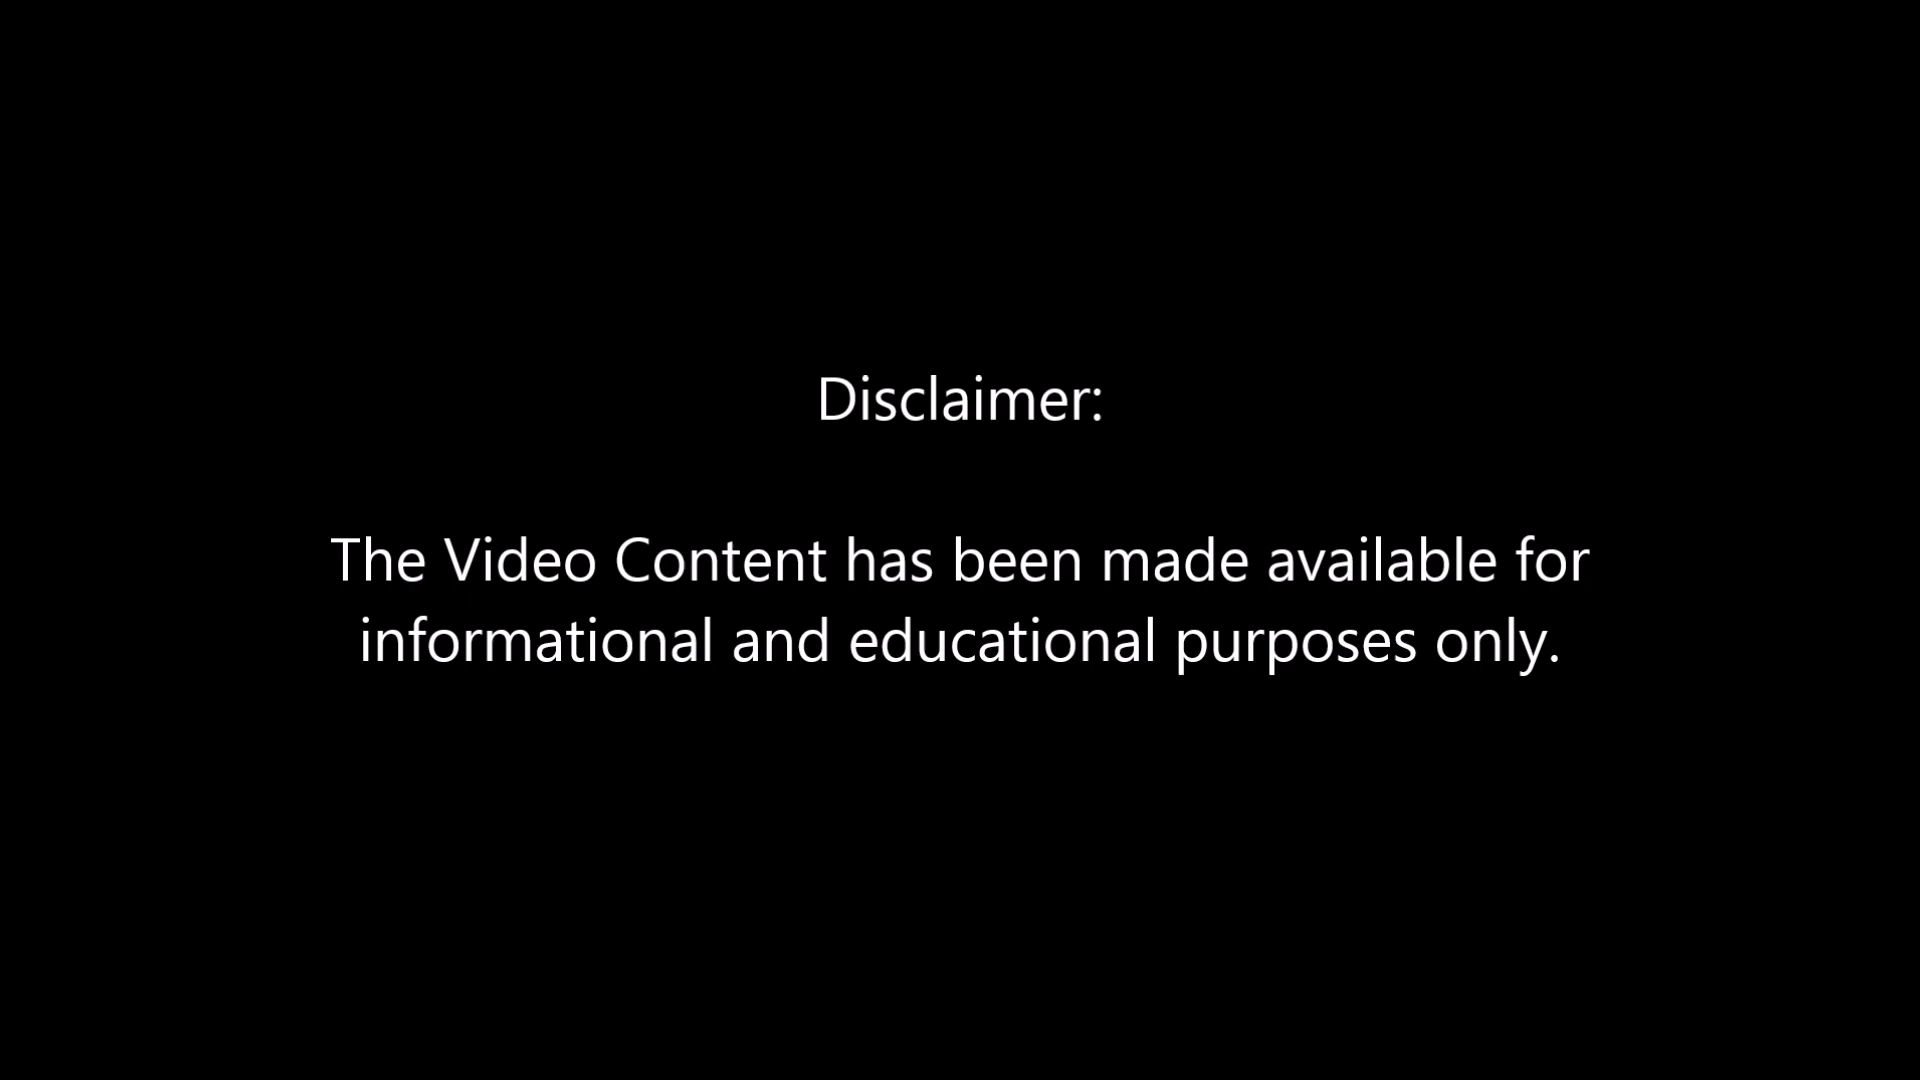 Disclaimer:
The Video Content has been made available for
informational and educational purposes only.